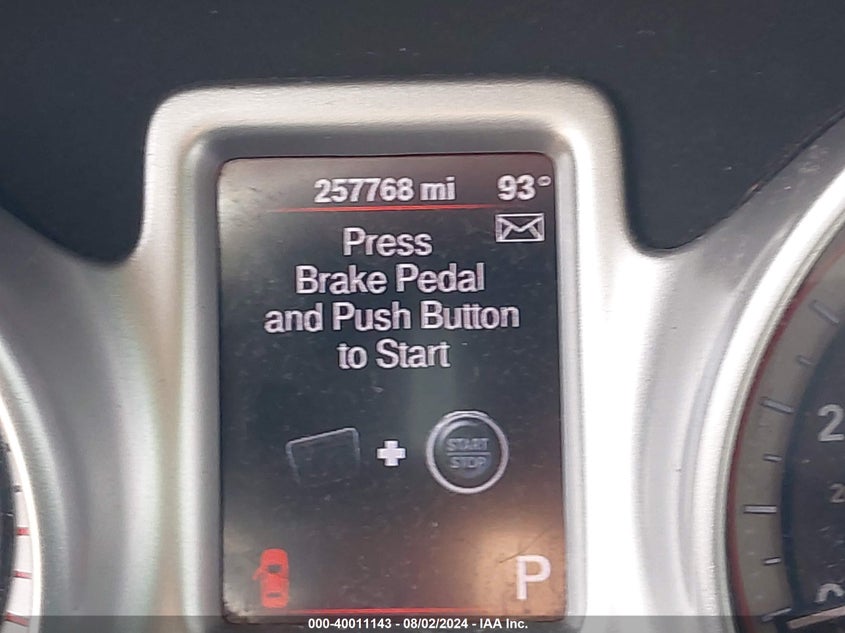 257768 mi 93°
Press
Brake Pedal
and Push Button
to Start
START
STOP
P
2
000-40011143 - 08/02/2024 - IAA Inc.